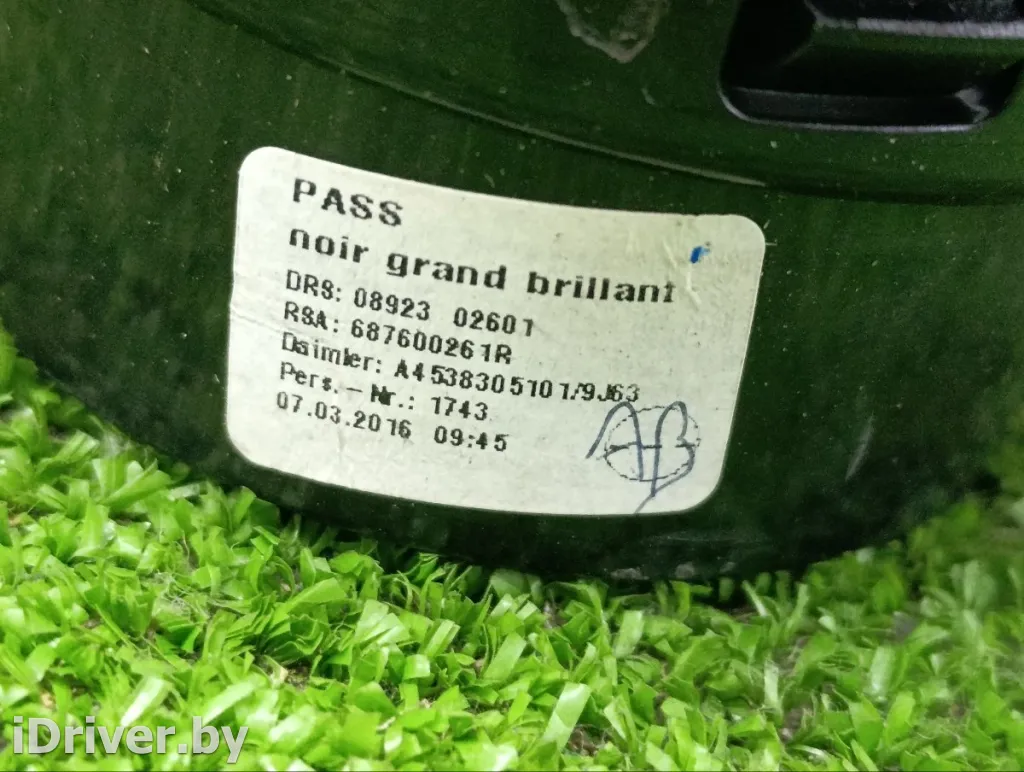 PASS
noir grand brillant
DRS: 08923 02601
RSA: 687600261R
Daimler: A4538305101/9J63
Pers.-Nr.: 1743
07.03.2016 09:45
AB
iDriver.by